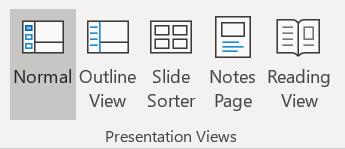 Normal Outline Slide Notes Reading
View Sorter Page View
Presentation Views